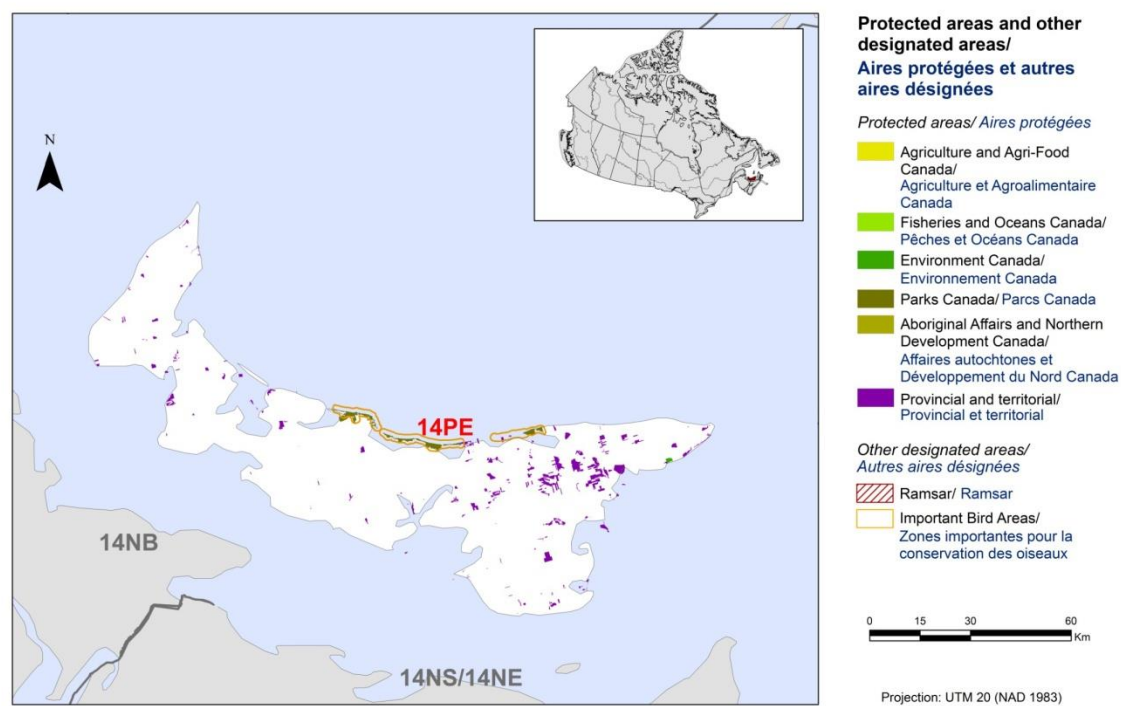 N
14PE
14NB
14NS/14NE
Protected areas and other
designated areas/
Aires protégées et autres
aires désignées
Protected areas/ Aires protégées
Agriculture and Agri-Food
Canada/
Agriculture et Agroalimentaire
Canada
Fisheries and Oceans Canada/
Pêches et Océans Canada
Environment Canada/
Environnement Canada
Parks Canada/ Parcs Canada
Aboriginal Affairs and Northern
Development Canada/
Affaires autochtones et
Développement du Nord Canada
Provincial and territorial/
Provincial et territorial
Other designated areas/
Autres aires désignées
Ramsar/ Ramsar
Important Bird Areas/
Zones importantes pour la
conservation des oiseaux
0 15 30 60
Km
Projection: UTM 20 (NAD 1983)